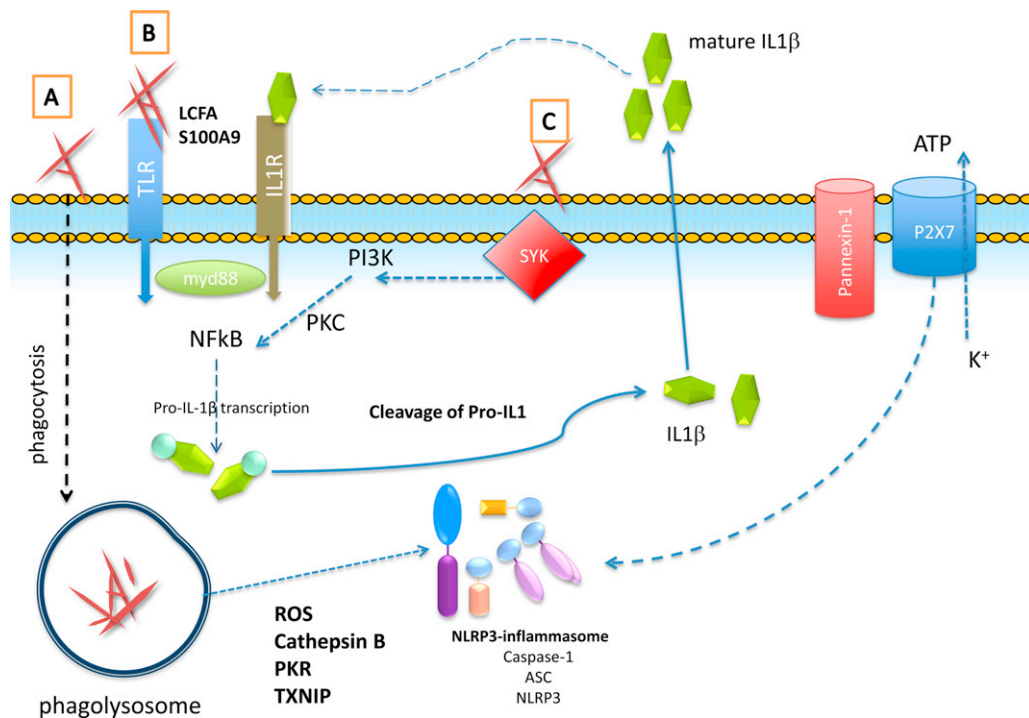 B
mature IL1β
A
LCFA
S100A9
C
ATP
TLR
IL1R
P2X7
SYK
Pannexin-1
myd88
PI3K
PKC
NFkB
K+
phagocytosis
Pro-IL-1β transcription
Cleavage of Pro-IL1
IL1β
ROS
Cathepsin B
PKR
TXNIP
NLRP3-inflammasome
Caspase-1
ASC
NLRP3
phagolysosome